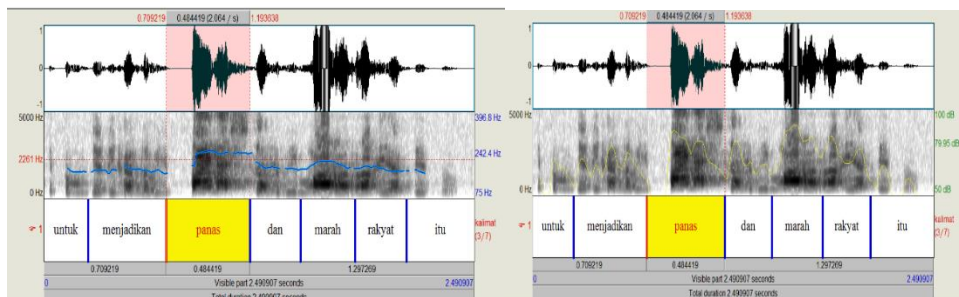 0.709219 0.484419 (2.064 / s) 1.193638
1
0
-1
5000 Hz 396.8 Hz
2261 Hz 242.4 Hz
0 Hz 75 Hz
1 untuk menjadikan panas dan marah rakyat itu kalimat
(3/7)
0.709219 0.484419 1.297269
0 Visible part 2.490907 seconds 2.490907
Total duration 2.490907 seconds
0.709219 0.484419 (2.064 / s) 1.193638
1
0
-1
5000 Hz 100 dB
79.95 dB
0 Hz 50 dB
1 untuk menjadikan panas dan marah rakyat itu kalimat
(3/7)
0.709219 0.484419 1.297269
0 Visible part 2.490907 seconds 2.490907
Total duration 2.490907 seconds